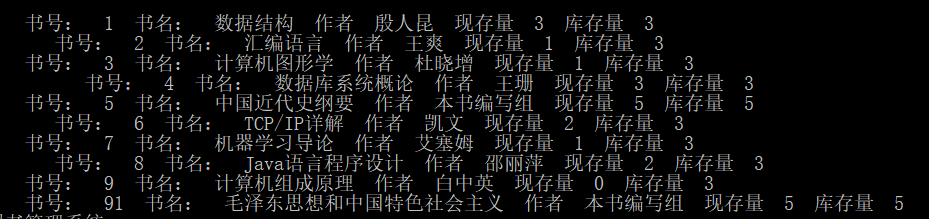 书号： 1 书名： 数据结构 作者 殷人昆 现存量 3 库存量 3
书号： 2 书名： 汇编语言 作者 王爽 现存量 1 库存量 3
书号： 3 书名： 计算机图形学 作者 杜晓增 现存量 1 库存量 3
书号： 4 书名： 数据库系统概论 作者 王珊 现存量 3 库存量 3
书号： 5 书名： 中国近代史纲要 作者 本书编写组 现存量 5 库存量 5
书号： 6 书名： TCP/IP详解 作者 凯文 现存量 2 库存量 3
书号： 7 书名： 机器学习导论 作者 艾塞姆 现存量 1 库存量 3
书号： 8 书名： Java语言程序设计 作者 邵丽萍 现存量 2 库存量 3
书号： 9 书名： 计算机组成原理 作者 白中英 现存量 0 库存量 3
书号： 91 书名： 毛泽东思想和中国特色社会主义 作者 本书编写组 现存量 5 库存量 5